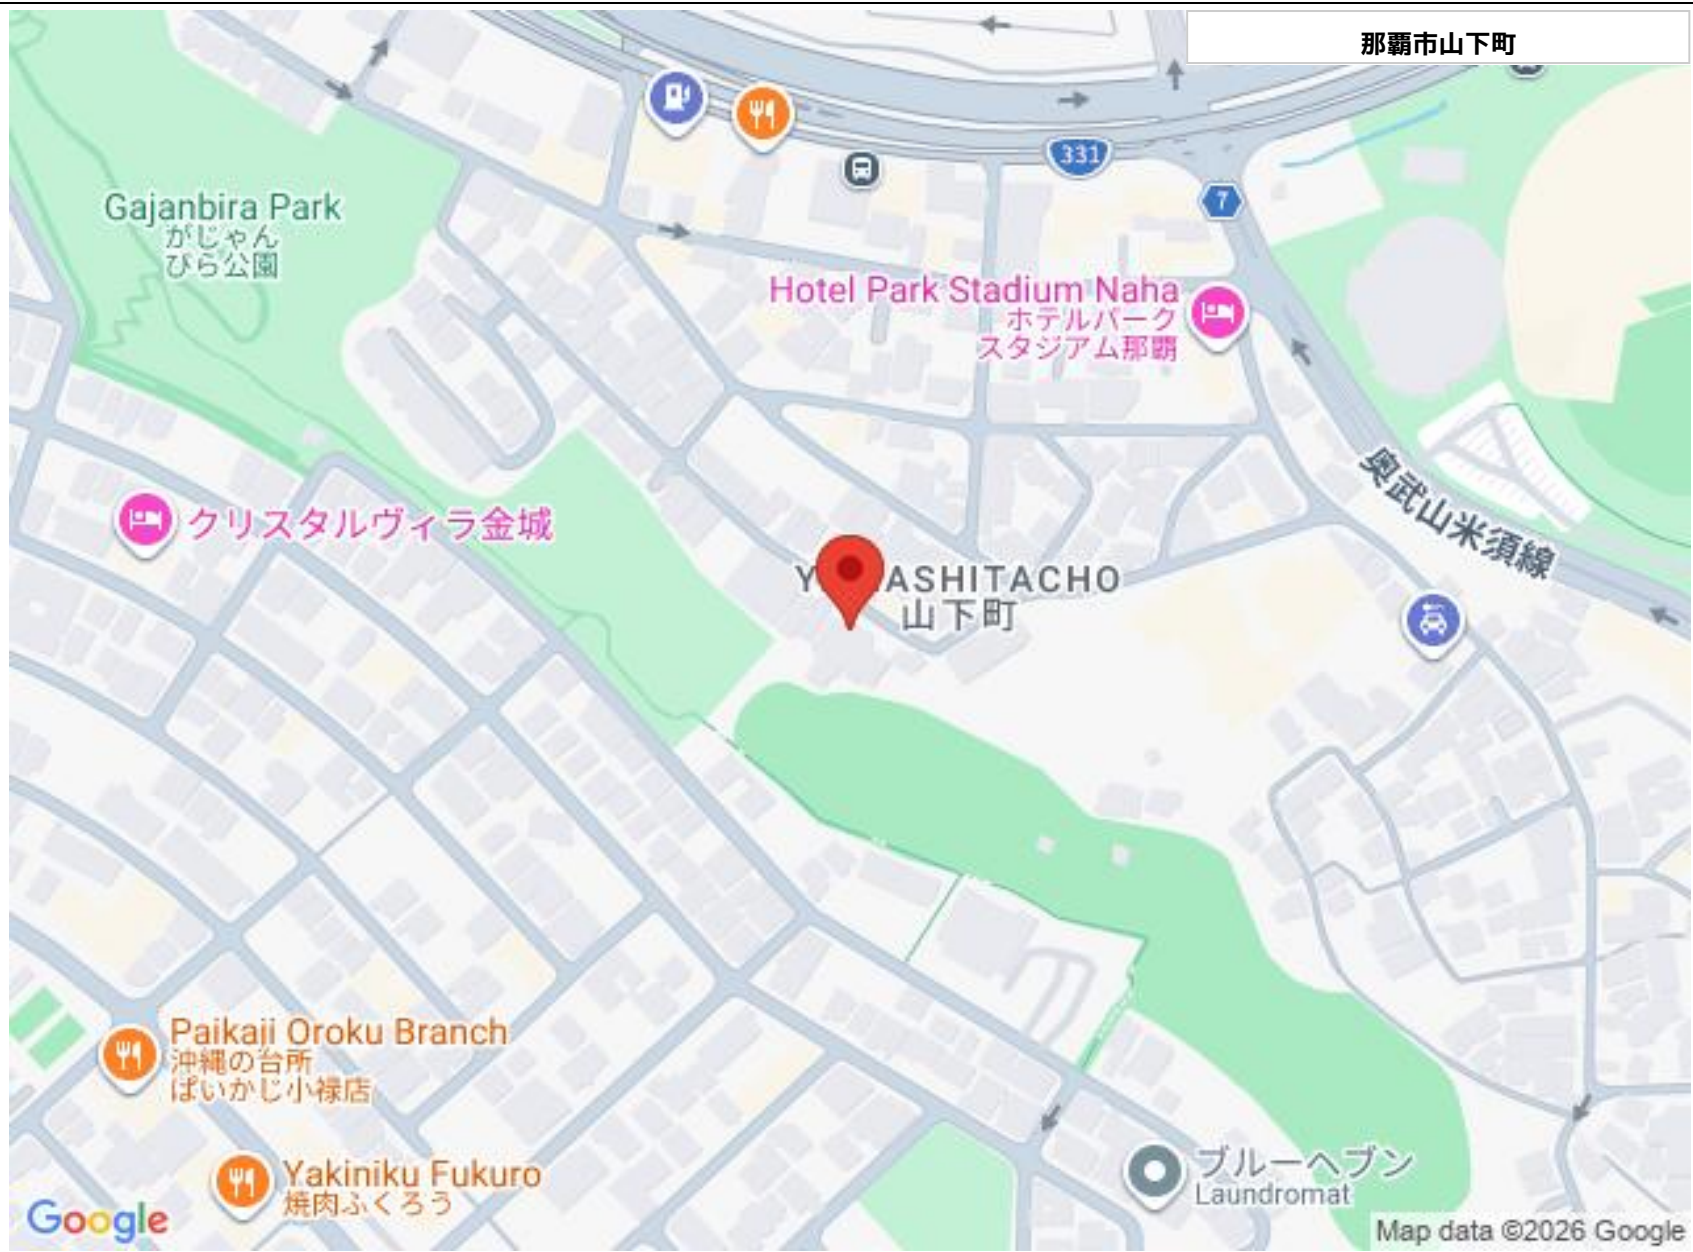 那覇市山下町
331
7
Gajanbira Park
がじゃん
びら公園
Hotel Park Stadium Naha
ホテルパーク
スタジアム那覇
奥武山米須線
クリスタルヴィラ金城
Y ASHITACHO
山下町
Paikaji Oroku Branch
沖縄の台所
ぱいかじ小禄店
Yakiniku Fukuro
焼肉ふくろう
ブルーヘブン
Laundromat
Google
Map data ©2026 Google